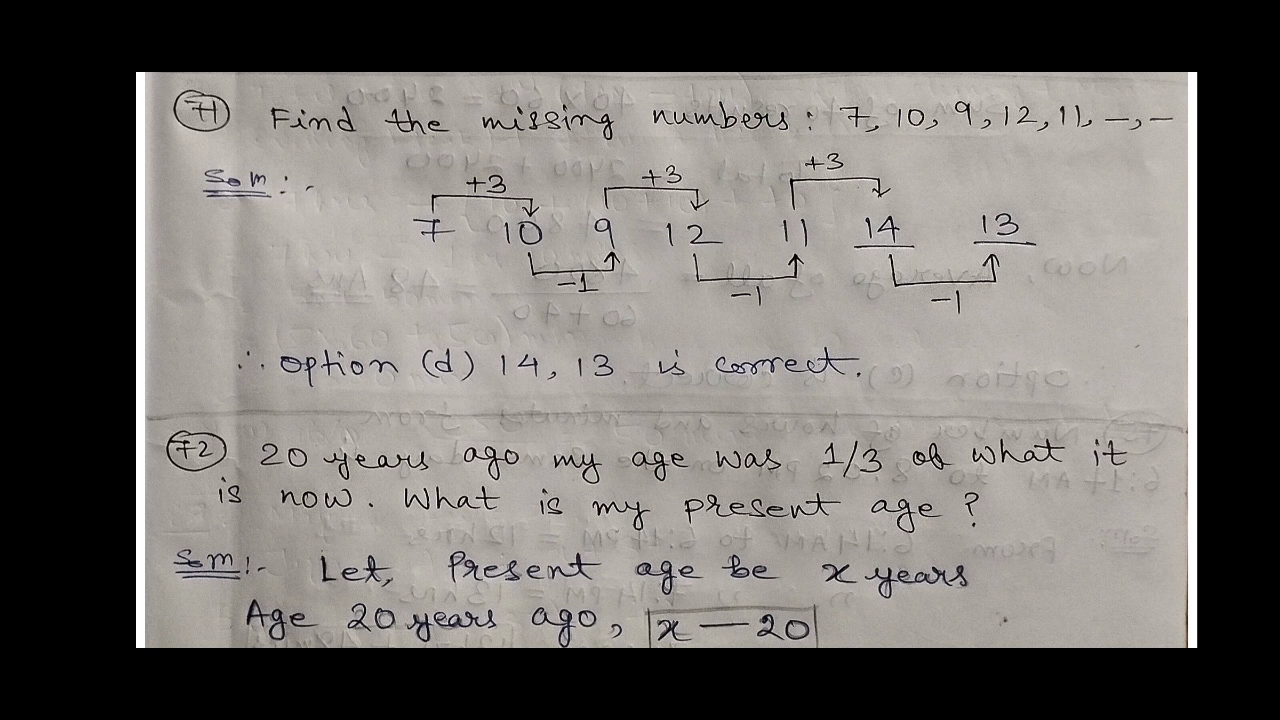 71 Find the missing numbers: 7, 10, 9, 12, 11, –, –
Soln :-
+3 +3 +3
7 10 9 12 11 14 13
-1 -1 -1
∴ option (d) 14, 13 is correct.
72 20 years ago my age was 1/3 of what it
is now. What is my present age ?
Soln :- Let, Present age be x years
Age 20 years ago, x — 20